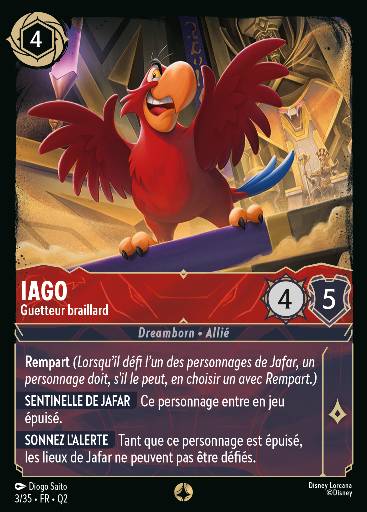 4
IAGO
Guetteur braillard
4
5
Dreamborn • Allié
Rempart (Lorsqu'il défi l'un des personnages de Jafar, un
personnage doit, s'il le peut, en choisir un avec Rempart.)
SENTINELLE DE JAFAR Ce personnage entre en jeu
épuisé.
SONNEZ L'ALERTE Tant que ce personnage est épuisé,
les lieux de Jafar ne peuvent pas être défiés.
Diogo Saito
Disney Lorcana
3/35 • FR • Q2
©Disney